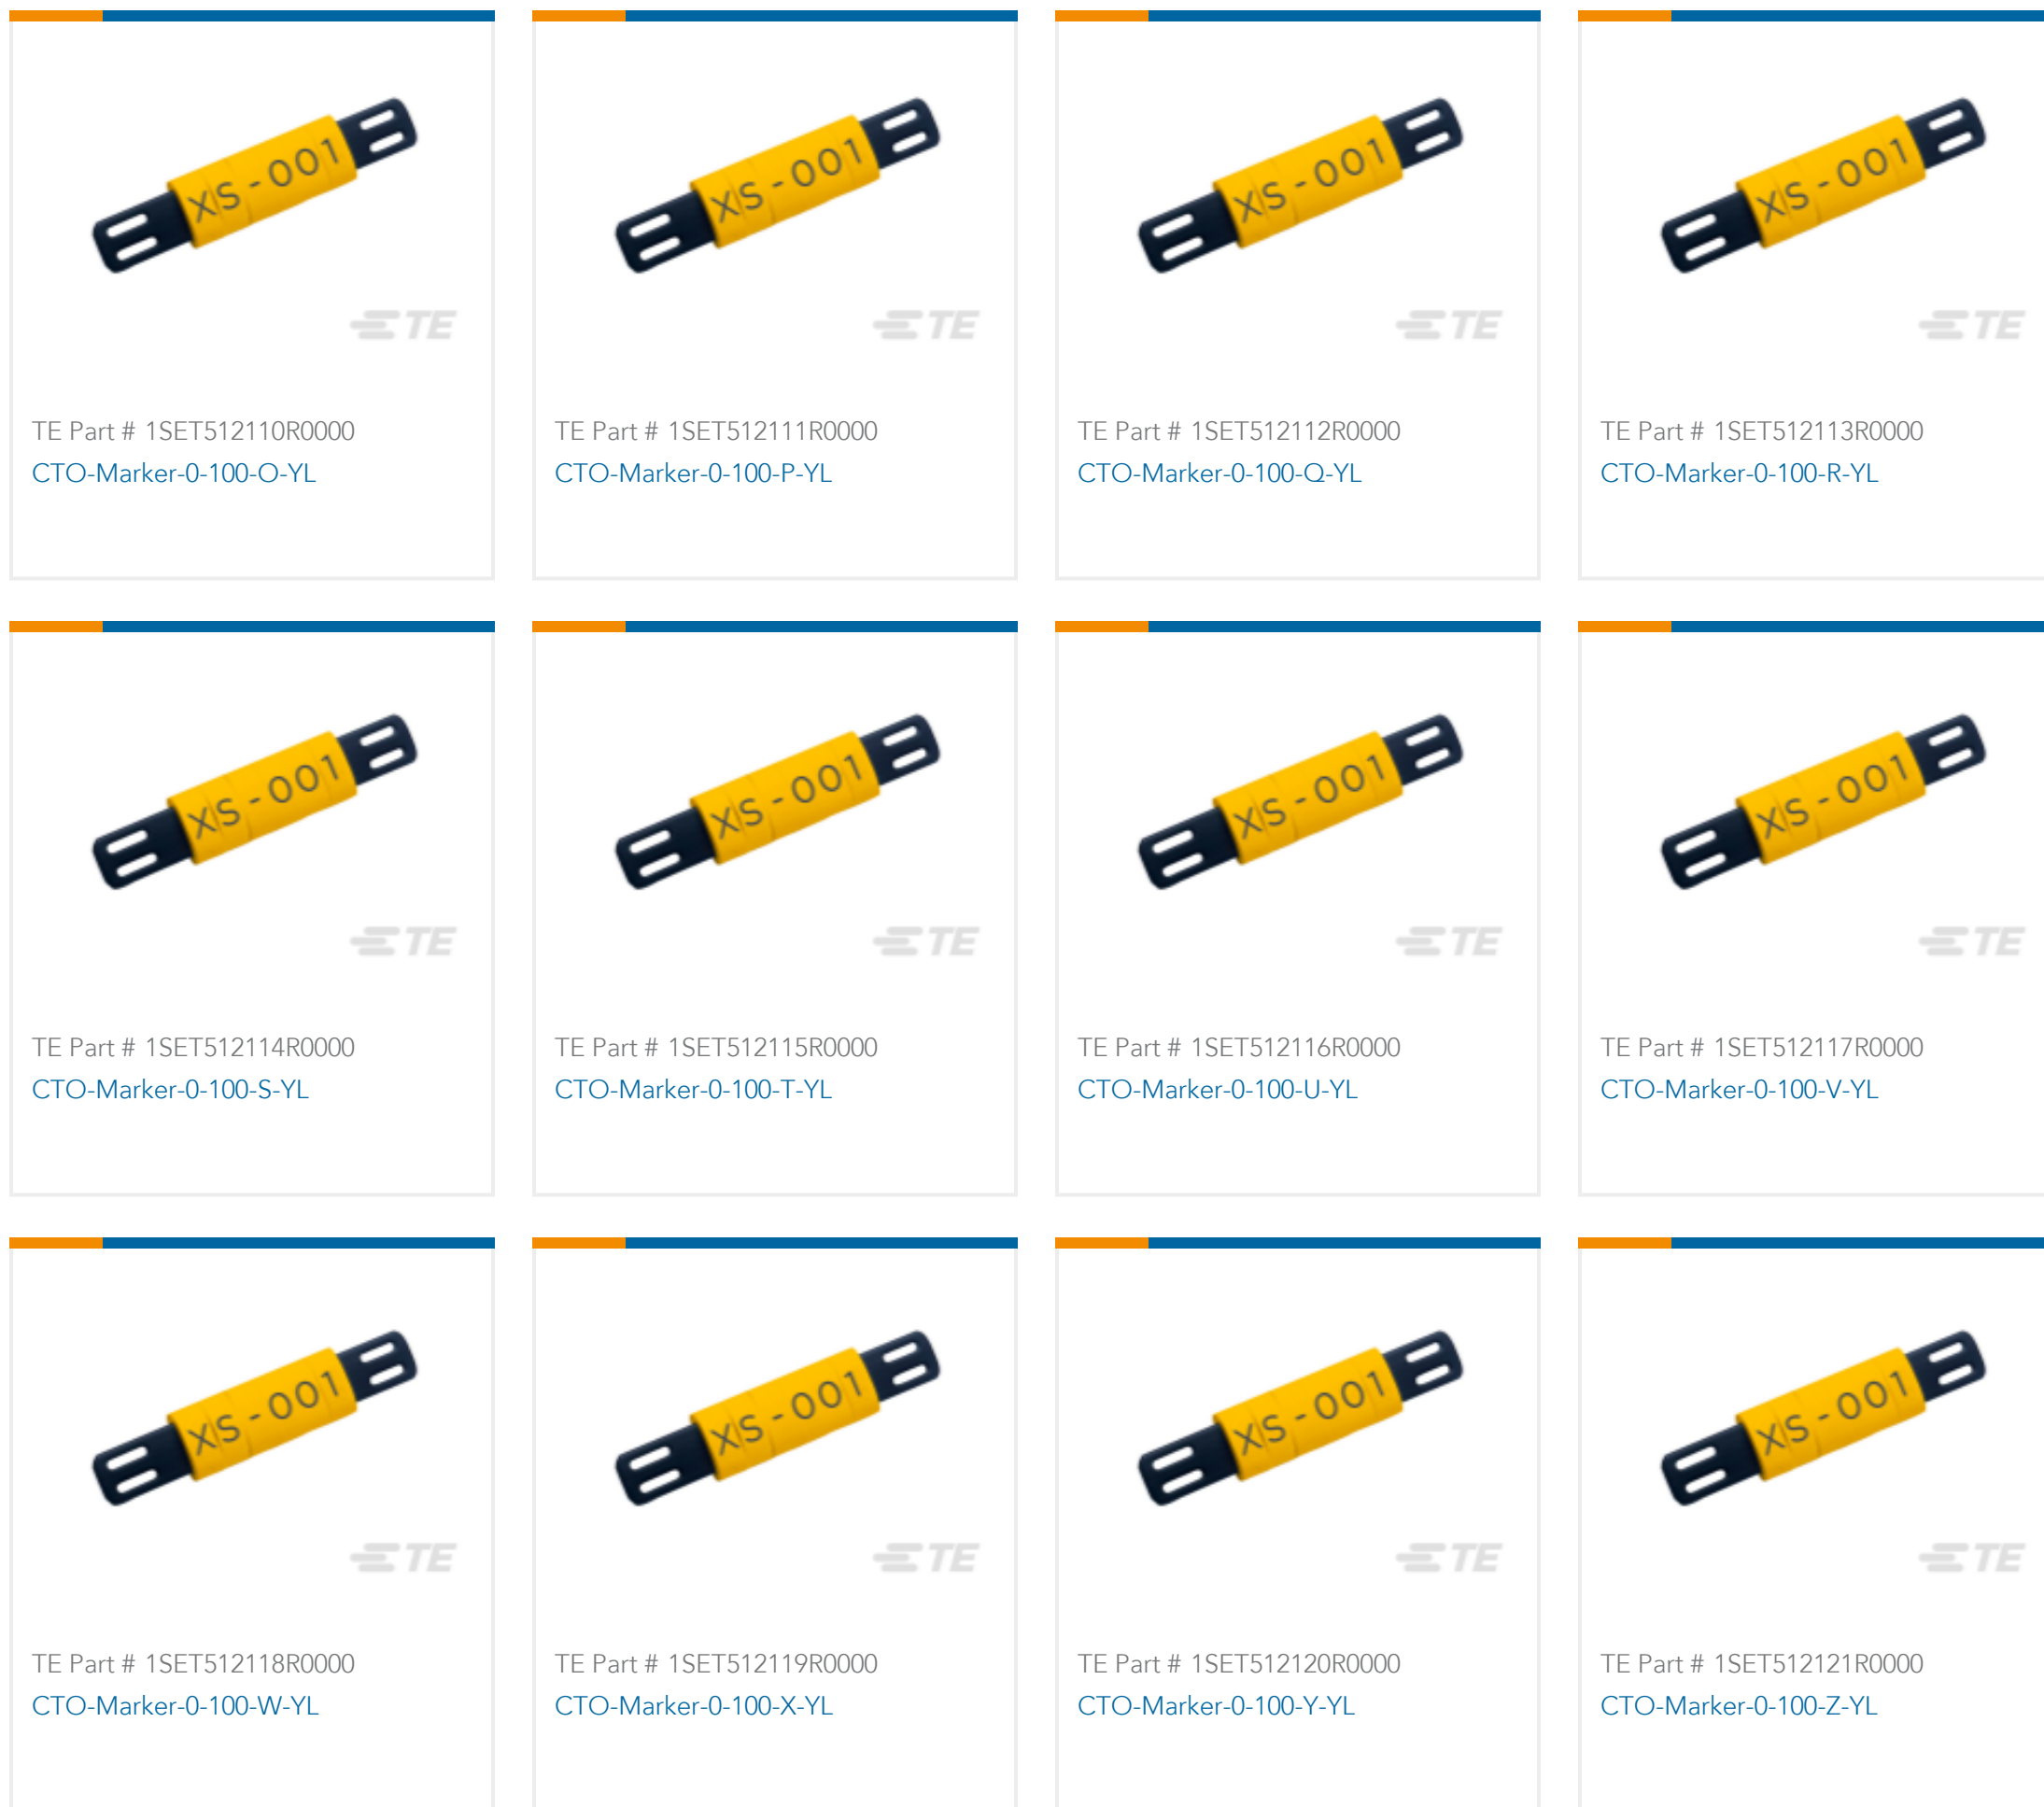 XS-001
XS-001
XS-001
XS-001
TE
TE
TE
TE
TE Part # 1SET512110R0000
CTO-Marker-0-100-O-YL
TE Part # 1SET512111R0000
CTO-Marker-0-100-P-YL
TE Part # 1SET512112R0000
CTO-Marker-0-100-Q-YL
TE Part # 1SET512113R0000
CTO-Marker-0-100-R-YL
XS-001
XS-001
XS-001
XS-001
TE
TE
TE
TE
TE Part # 1SET512114R0000
CTO-Marker-0-100-S-YL
TE Part # 1SET512115R0000
CTO-Marker-0-100-T-YL
TE Part # 1SET512116R0000
CTO-Marker-0-100-U-YL
TE Part # 1SET512117R0000
CTO-Marker-0-100-V-YL
XS-001
XS-001
XS-001
XS-001
TE
TE
TE
TE
TE Part # 1SET512118R0000
CTO-Marker-0-100-W-YL
TE Part # 1SET512119R0000
CTO-Marker-0-100-X-YL
TE Part # 1SET512120R0000
CTO-Marker-0-100-Y-YL
TE Part # 1SET512121R0000
CTO-Marker-0-100-Z-YL